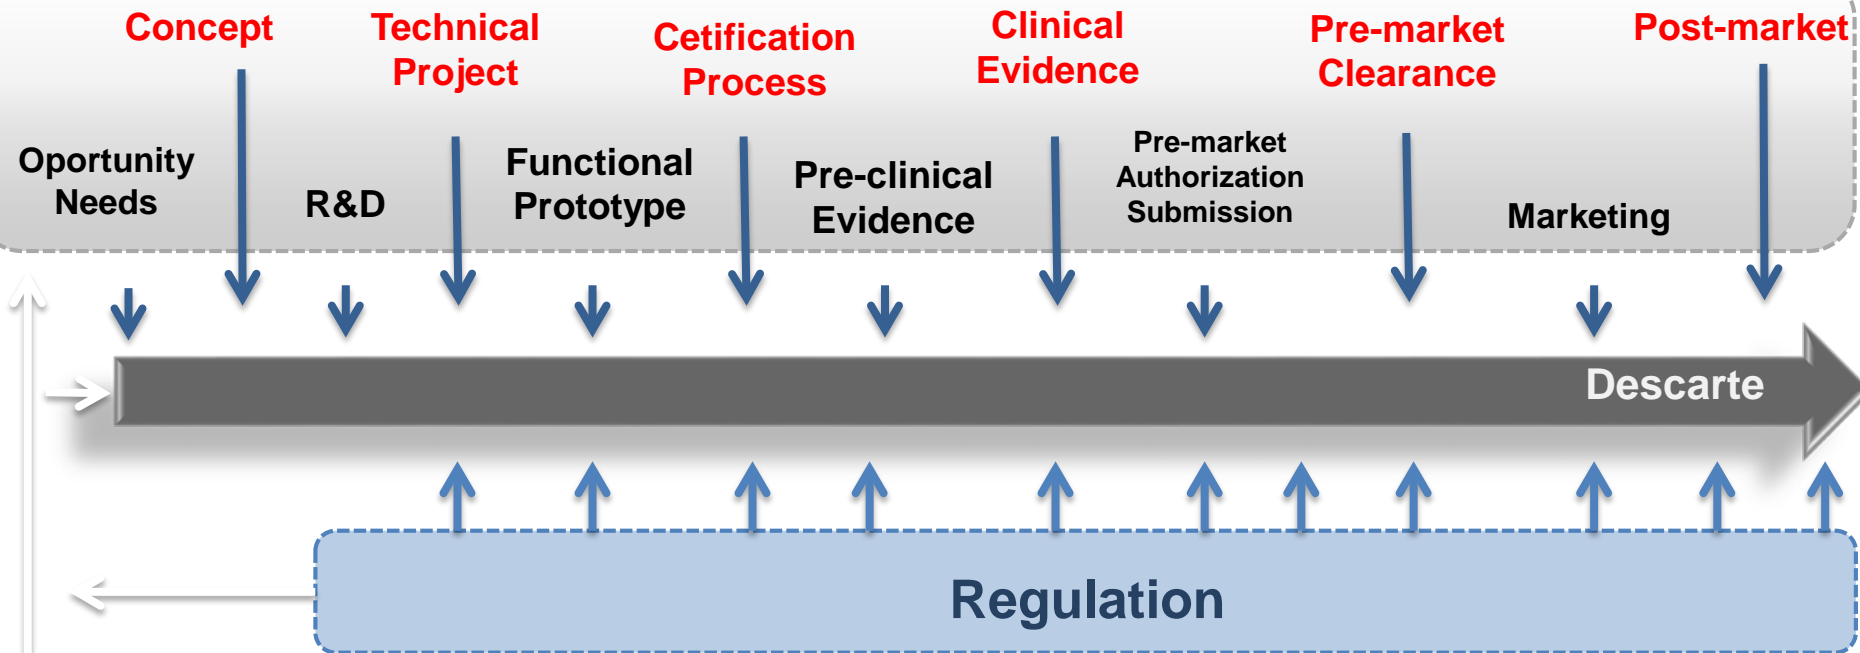 Concept
Technical
Project
Cetification
Process
Clinical
Evidence
Pre-market
Clearance
Post-market
Oportunity
Needs
R&D
Functional
Prototype
Pre-clinical
Evidence
Pre-market
Authorization
Submission
Marketing
Descarte
Regulation